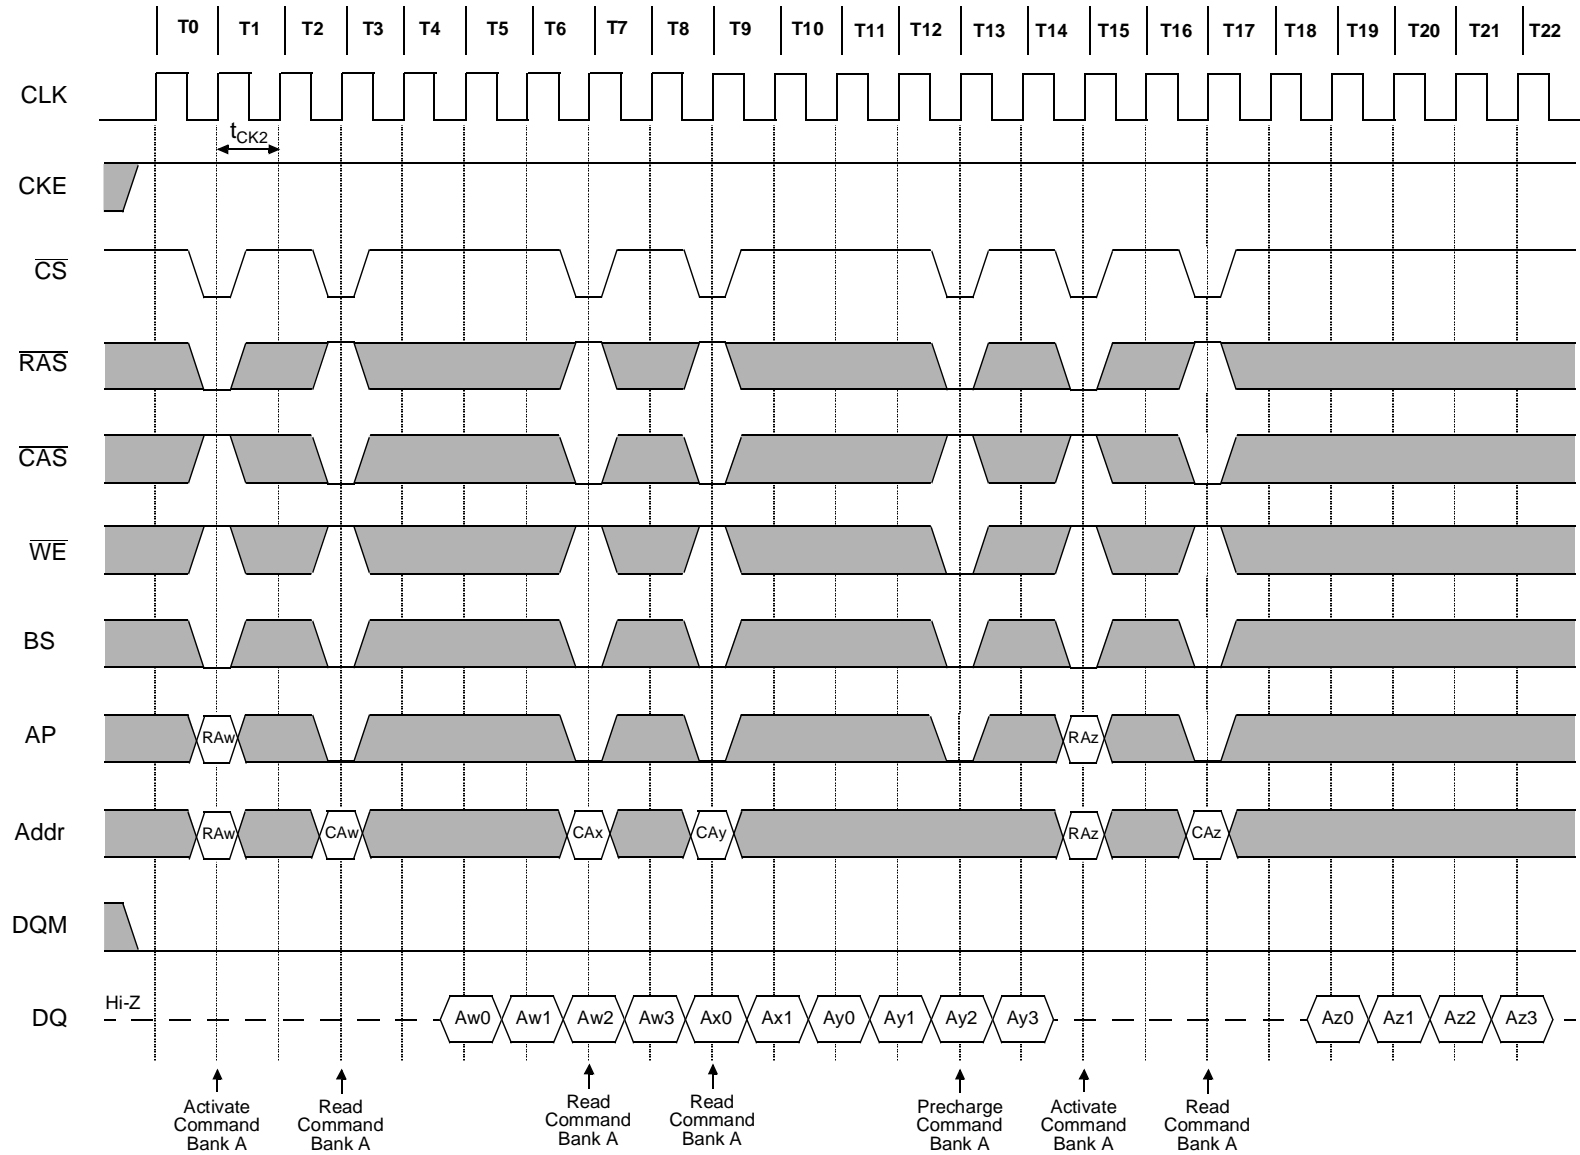 T0 T1 T2 T3 T4 T5 T6 T7 T8 T9 T10 T11 T12 T13 T14 T15 T16 T17 T18 T19 T20 T21 T22
CLK
tCK2
CKE
CS
RAS
CAS
WE
BS
AP RAw RAz
Addr RAw CAw CAx CAy RAz CAz
DQM
Hi-Z
DQ Aw0 Aw1 Aw2 Aw3 Ax0 Ax1 Ay0 Ay1 Ay2 Ay3 Az0 Az1 Az2 Az3
Activate
Command
Bank A
Read
Command
Bank A
Read
Command
Bank A
Read
Command
Bank A
Precharge
Command
Bank A
Activate
Command
Bank A
Read
Command
Bank A